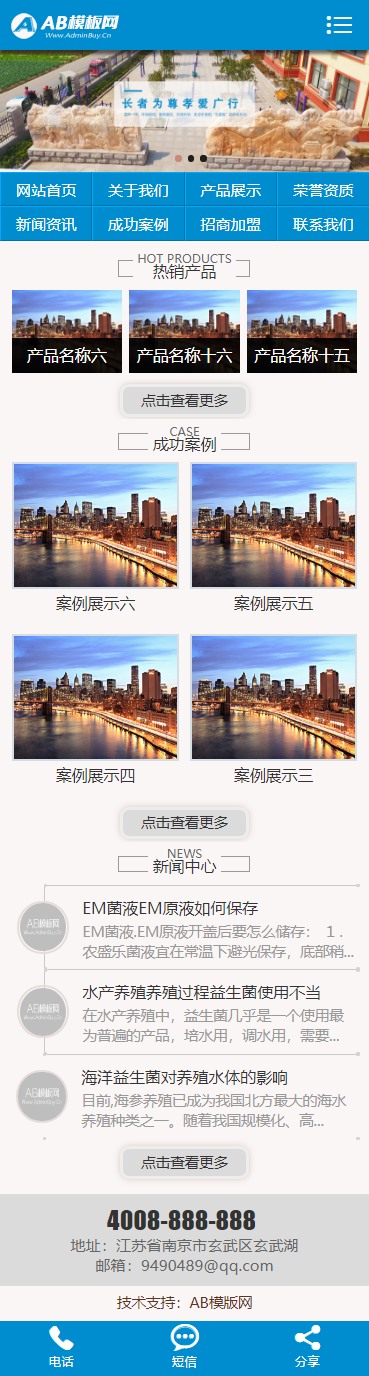 AB模板网
Www.AdminBuy.Cn
长者为尊孝爱广行
网站首页 关于我们 产品展示 荣誉资质
新闻资讯 成功案例 招商加盟 联系我们
HOT PRODUCTS
热销产品
产品名称六 产品名称十六 产品名称十五
点击查看更多
CASE
成功案例
案例展示六 案例展示五
案例展示四 案例展示三
点击查看更多
NEWS
新闻中心
AB模板网
EM菌液EM原液如何保存
EM菌液.EM原液开盖后要怎么储存： 1．
农盛乐菌液宜在常温下避光保存，底部稍...
AB模板网
水产养殖养殖过程益生菌使用不当
在水产养殖中，益生菌几乎是一个使用最
为普遍的产品，培水用，调水用，需要...
AB模板网
海洋益生菌对养殖水体的影响
目前,海参养殖已成为我国北方最大的海水
养殖种类之一。随着我国规模化、高...
点击查看更多
4008-888-888
地址：江苏省南京市玄武区玄武湖
邮箱：9490489@qq.com
技术支持：AB模版网
电话 短信 分享